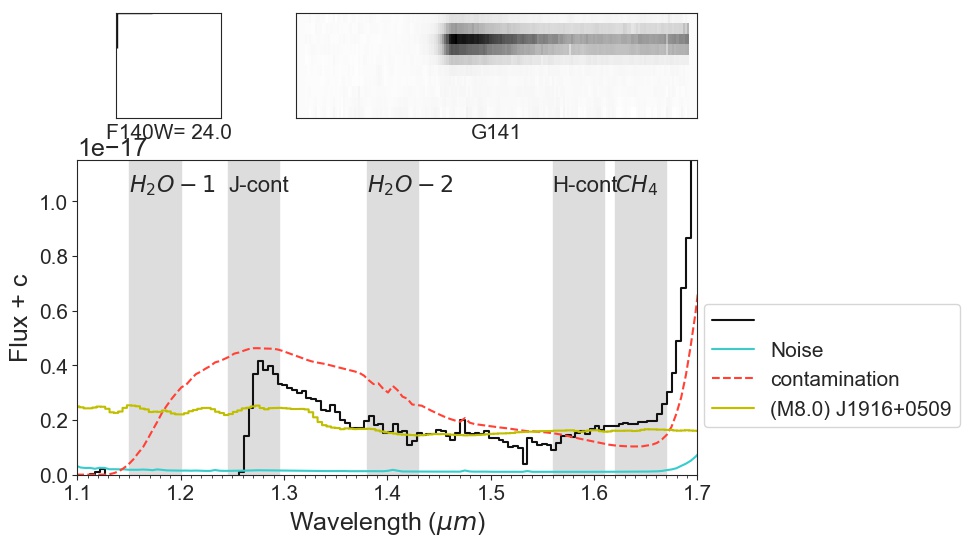 F140W= 24.0
G141
1e−17
H₂O − 1 J-cont H₂O − 2 H-cont CH₄
1.0
0.8
0.6
0.4
0.2
0.0
Flux + c
1.1 1.2 1.3 1.4 1.5 1.6 1.7
Wavelength (μm)
Noise
contamination
(M8.0) J1916+0509